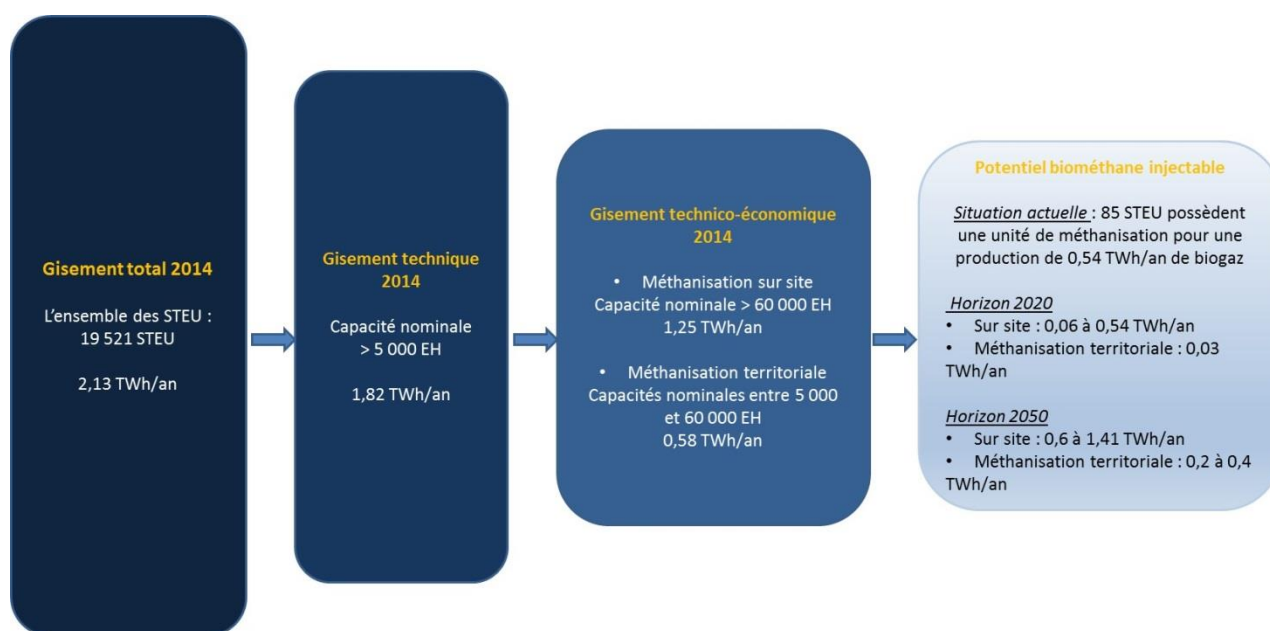 Gisement total 2014
L'ensemble des STEU :
19 521 STEU
2,13 TWh/an
Gisement technique
2014
Capacité nominale
> 5 000 EH
1,82 TWh/an
Gisement technico-économique
2014
• Méthanisation sur site
Capacité nominale > 60 000 EH
1,25 TWh/an
• Méthanisation territoriale
Capacités nominales entre 5 000
et 60 000 EH
0,58 TWh/an
Potentiel biométhane injectable
Situation actuelle : 85 STEU possèdent
une unité de méthanisation pour une
production de 0,54 TWh/an de biogaz
Horizon 2020
• Sur site : 0,06 à 0,54 TWh/an
• Méthanisation territoriale : 0,03
TWh/an
Horizon 2050
• Sur site : 0,6 à 1,41 TWh/an
• Méthanisation territoriale : 0,2 à 0,4
TWh/an